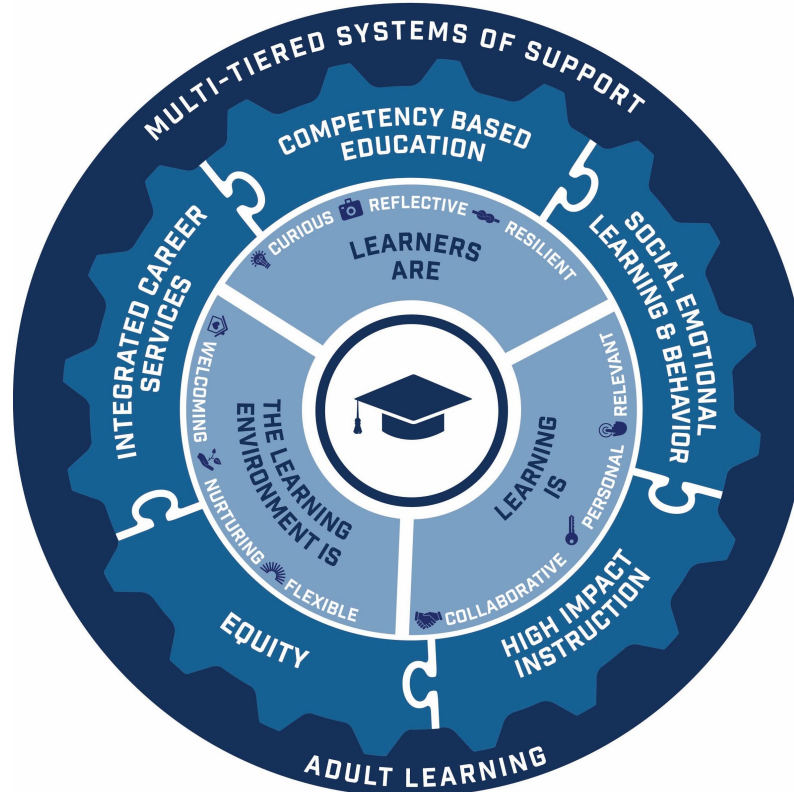 MULTI-TIERED SYSTEMS OF SUPPORT
COMPETENCY BASED
EDUCATION
SOCIAL EMOTIONAL
LEARNING & BEHAVIOR
HIGH IMPACT
INSTRUCTION
EQUITY
INTEGRATED CAREER
SERVICES
CURIOUS
REFLECTIVE
RESILIENT
LEARNERS
ARE
RELEVANT
PERSONAL
COLLABORATIVE
LEARNING
IS
WELCOMING
NURTURING
FLEXIBLE
THE LEARNING
ENVIRONMENT IS
ADULT LEARNING